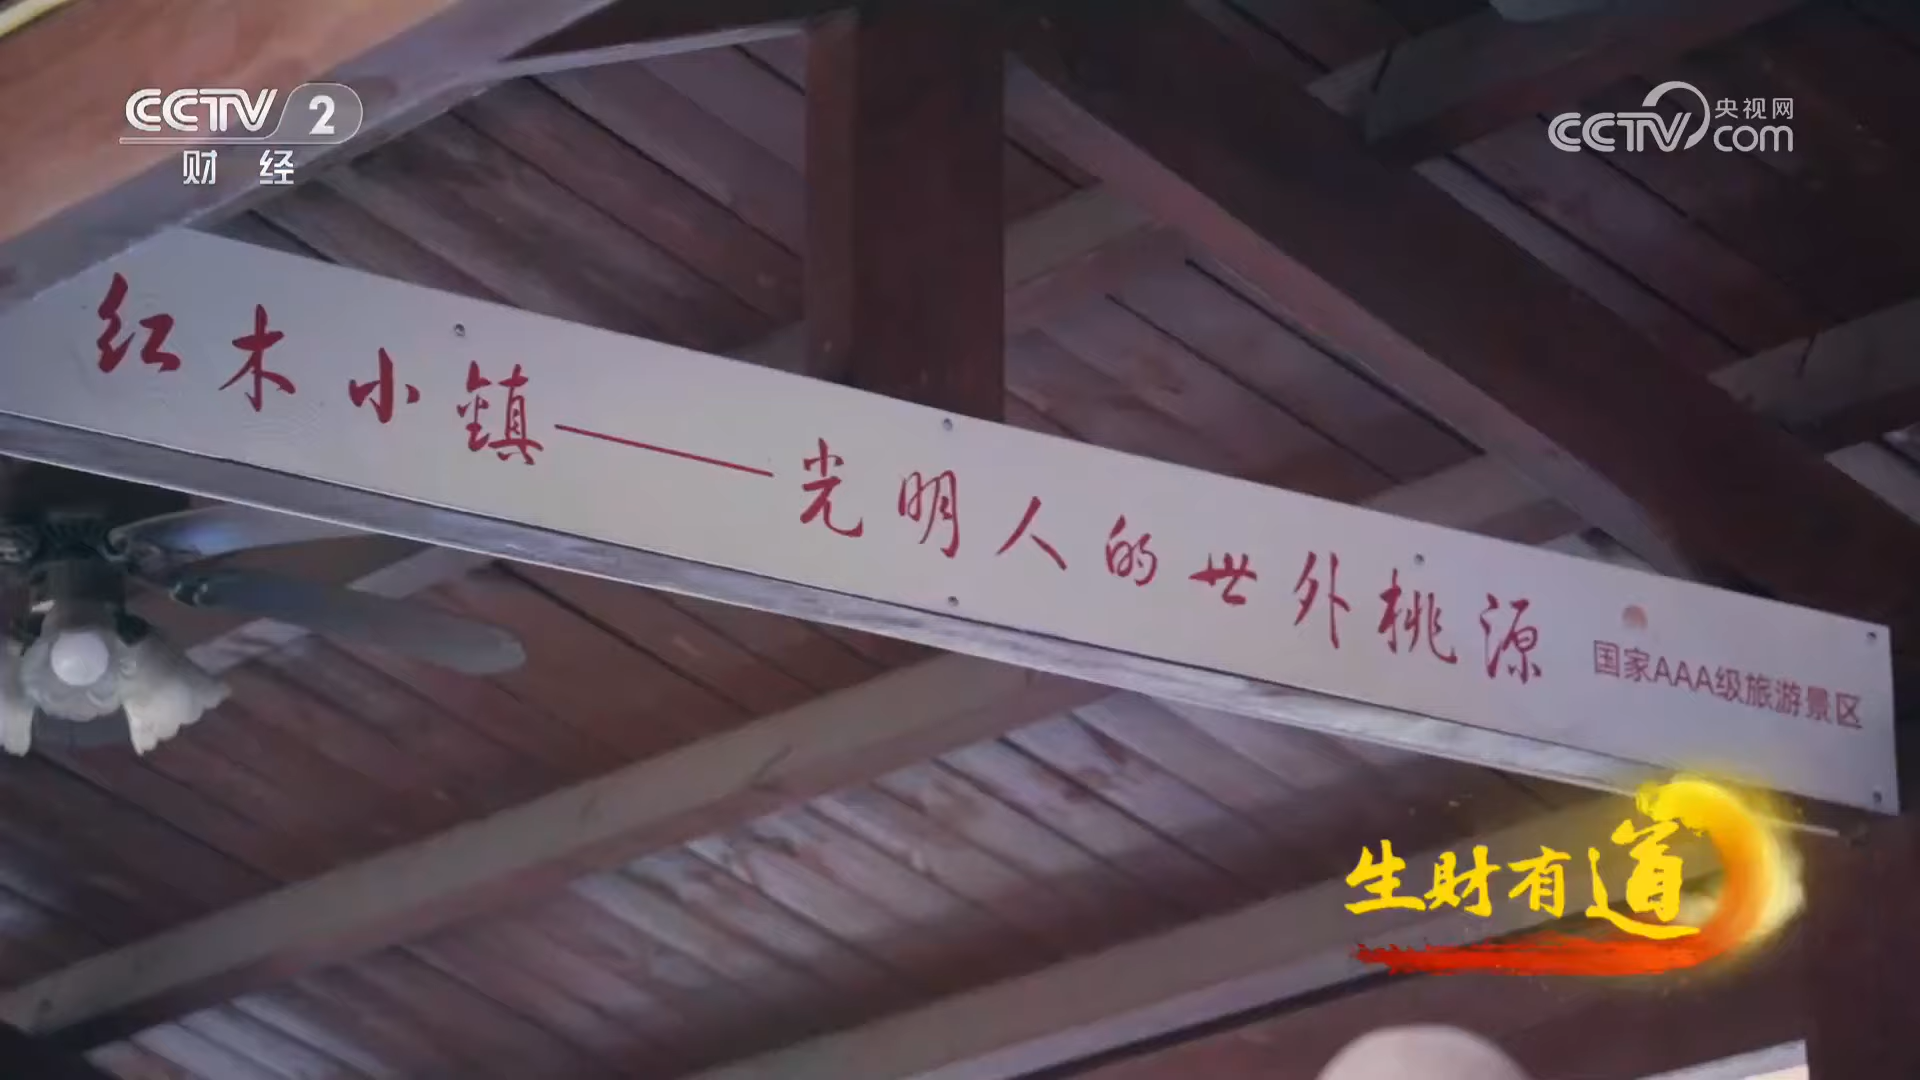 CCTV 2
财 经
央视网
CCTV.com
红木小鎮——光明人的世外桃源
国家AAA级旅游景区
生财有道